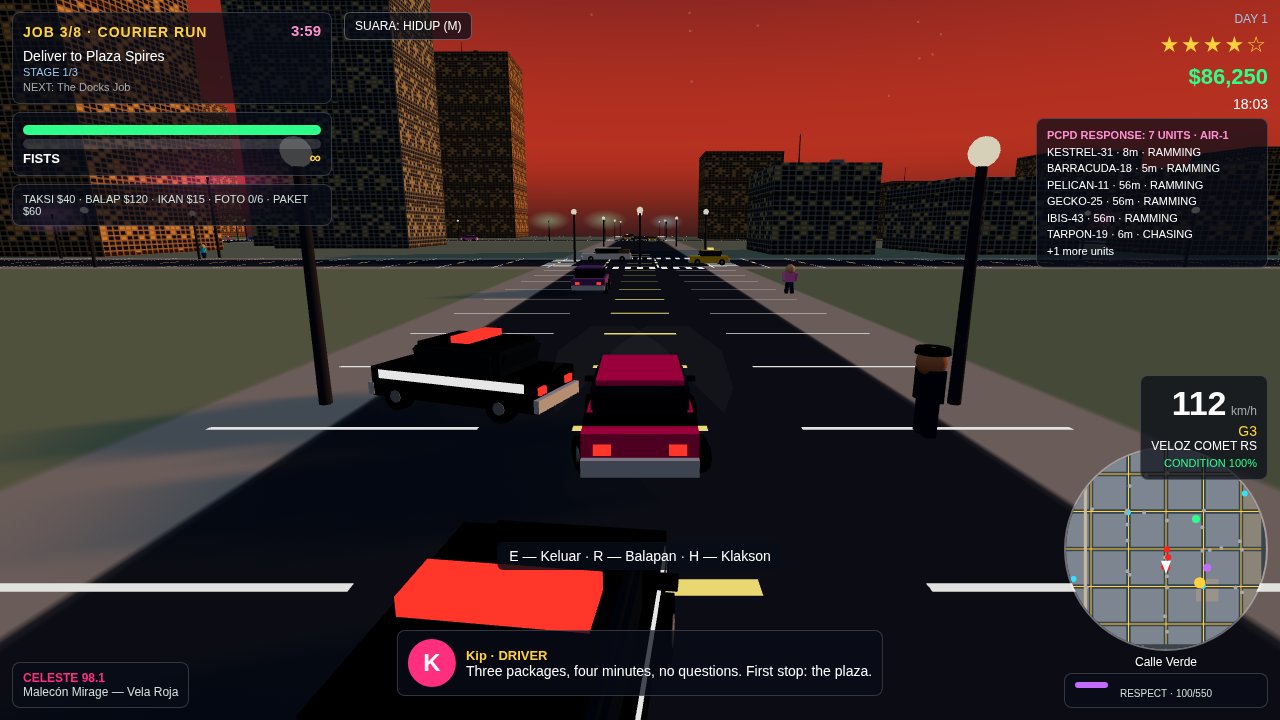 JOB 3/8 · COURIER RUN 3:59
Deliver to Plaza Spires
STAGE 1/3
NEXT: The Docks Job
FISTS ∞
TAKSI $40 · BALAP $120 · IKAN $15 · FOTO 0/6 · PAKET
$60
SUARA: HIDUP (M)
DAY 1
★★★★☆
$86,250
18:03
PCPD RESPONSE: 7 UNITS · AIR-1
KESTREL-31 · 8m · RAMMING
BARRACUDA-18 · 5m · RAMMING
PELICAN-11 · 56m · RAMMING
GECKO-25 · 56m · RAMMING
IBIS-43 · 56m · RAMMING
TARPON-19 · 6m · CHASING
+1 more units
112 km/h
G3
VELOZ COMET RS
CONDITION 100%
E — Keluar · R — Balapan · H — Klakson
K
Kip · DRIVER
Three packages, four minutes, no questions. First stop: the plaza.
CELESTE 98.1
Malecón Mirage — Vela Roja
Calle Verde
RESPECT · 100/550